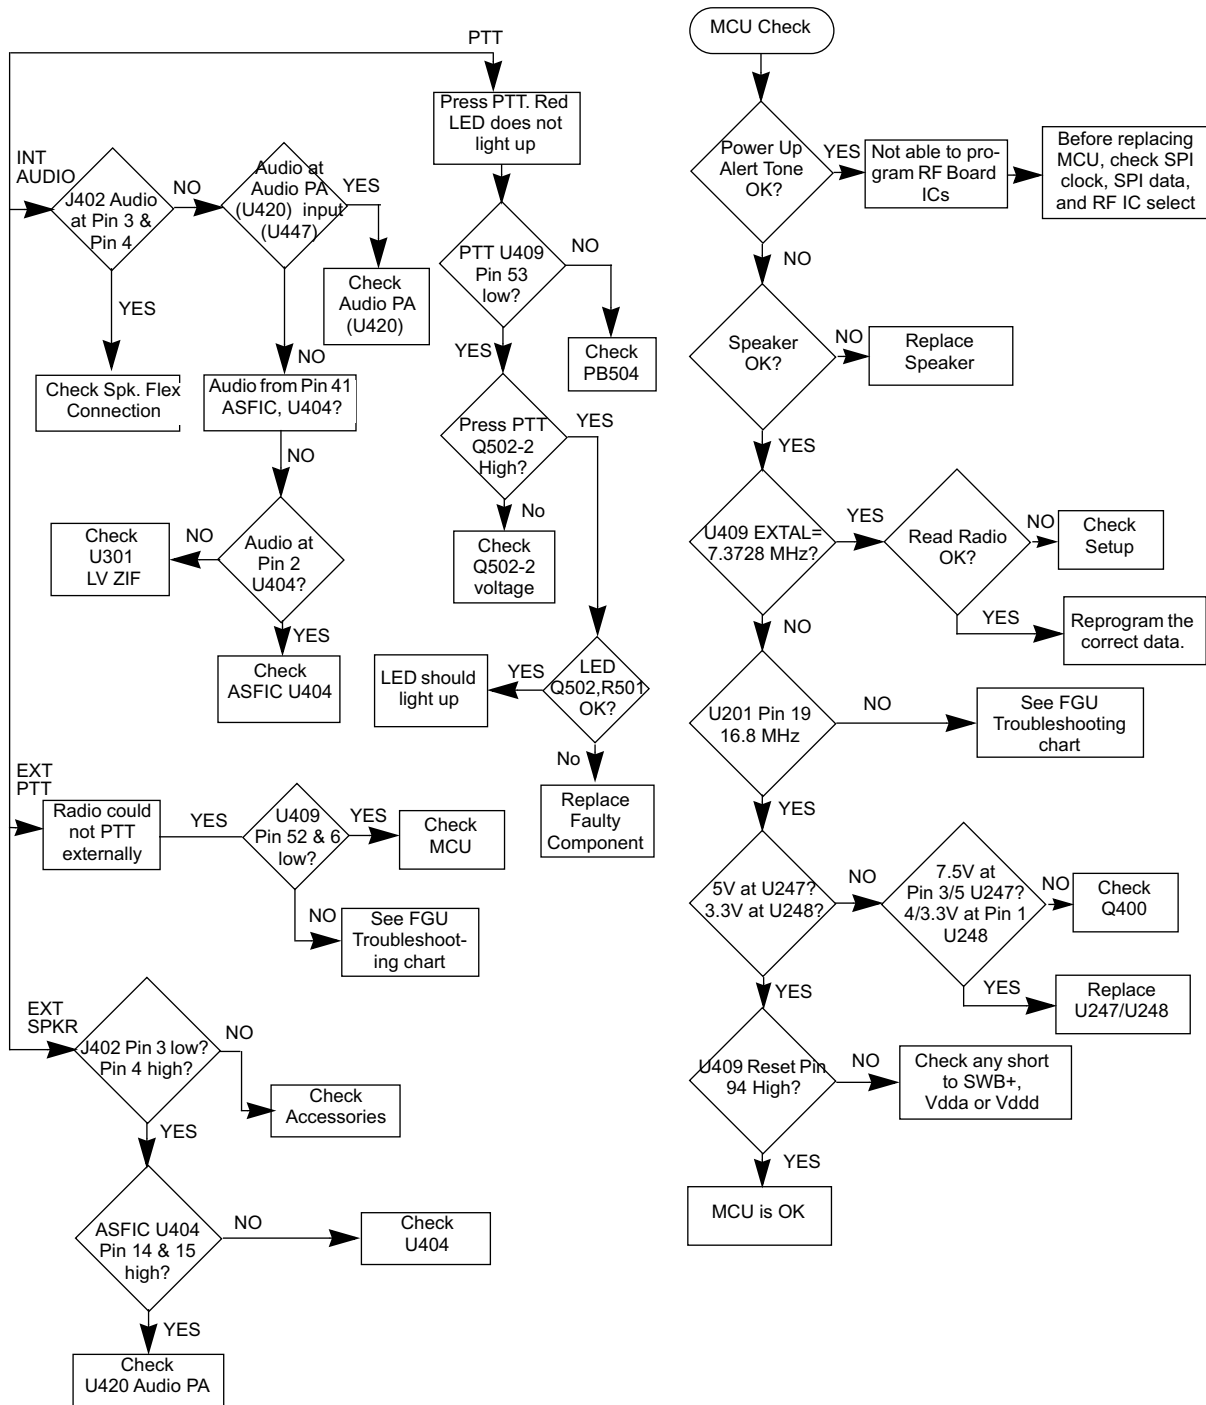 PTT
Press PTT. Red
LED does not
light up
INT
AUDIO
J402 Audio
at Pin 3 &
Pin 4
NO
Audio at
Audio PA
(U420) input
(U447)
YES
Check
Audio PA
(U420)
YES
Check Spk. Flex
Connection
NO
Audio from Pin 41
ASFIC, U404?
NO
Audio at
Pin 2
U404?
NO
Check
U301
LV ZIF
YES
Check
ASFIC U404
PTT U409
Pin 53
low?
NO
Check
PB504
YES
Press PTT
Q502-2
High?
YES
No
Check
Q502-2
voltage
LED
Q502,R501
OK?
YES
LED should
light up
No
Replace
Faulty
Component
EXT
PTT
Radio could
not PTT
externally
YES
U409
Pin 52 & 6
low?
YES
Check
MCU
NO
See FGU
Troubleshoot-
ing chart
EXT
SPKR
J402 Pin 3 low?
Pin 4 high?
NO
Check
Accessories
YES
ASFIC U404
Pin 14 & 15
high?
NO
Check
U404
YES
Check
U420 Audio PA
MCU Check
Power Up
Alert Tone
OK?
YES
Not able to pro-
gram RF Board
ICs
Before replacing
MCU, check SPI
clock, SPI data,
and RF IC select
NO
Speaker
OK?
NO
Replace
Speaker
YES
U409 EXTAL=
7.3728 MHz?
YES
Read Radio
OK?
NO
Check
Setup
YES
Reprogram the
correct data.
NO
U201 Pin 19
16.8 MHz
NO
See FGU
Troubleshooting
chart
YES
5V at U247?
3.3V at U248?
NO
7.5V at
Pin 3/5 U247?
4/3.3V at Pin 1
U248
NO
Check
Q400
YES
Replace
U247/U248
YES
U409 Reset Pin
94 High?
NO
Check any short
to SWB+,
Vdda or Vddd
YES
MCU is OK